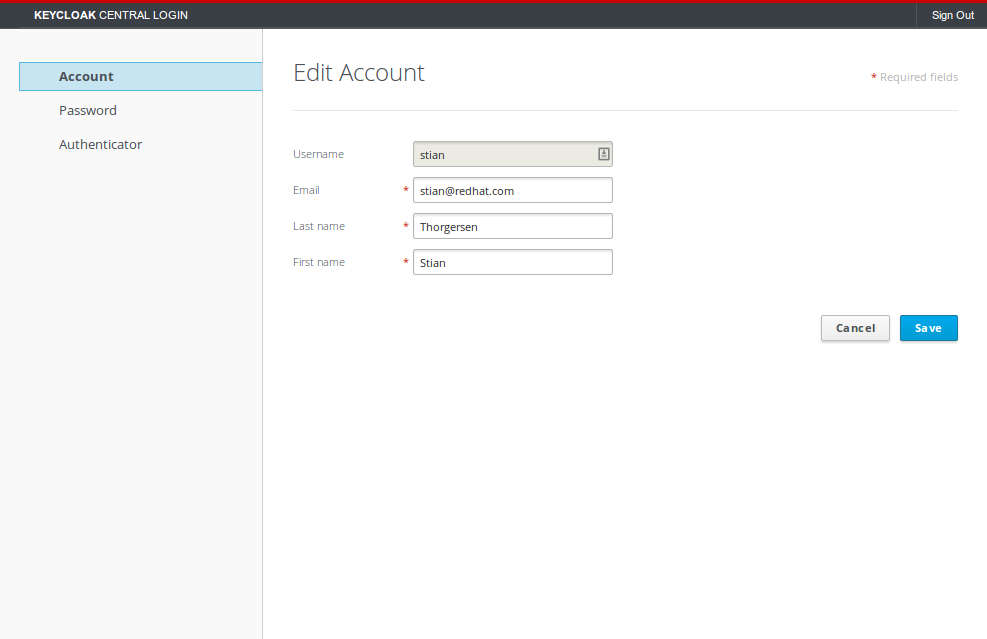 KEYCLOAK CENTRAL LOGIN
Sign Out
Account
Password
Authenticator
Edit Account
* Required fields
Username stian
Email * stian@redhat.com
Last name * Thorgersen
First name * Stian
Cancel Save